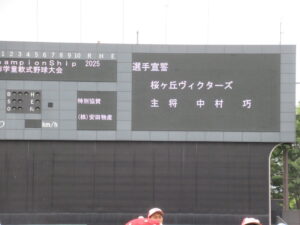 1 2 3 4 5 6 7 8 9 10 R H E
ampionShip 2025
市学童軟式野球大会
特別協賛
(株)安田物産
km/h
選手宣誓
桜ヶ丘ヴィクターズ
主将 中村 巧